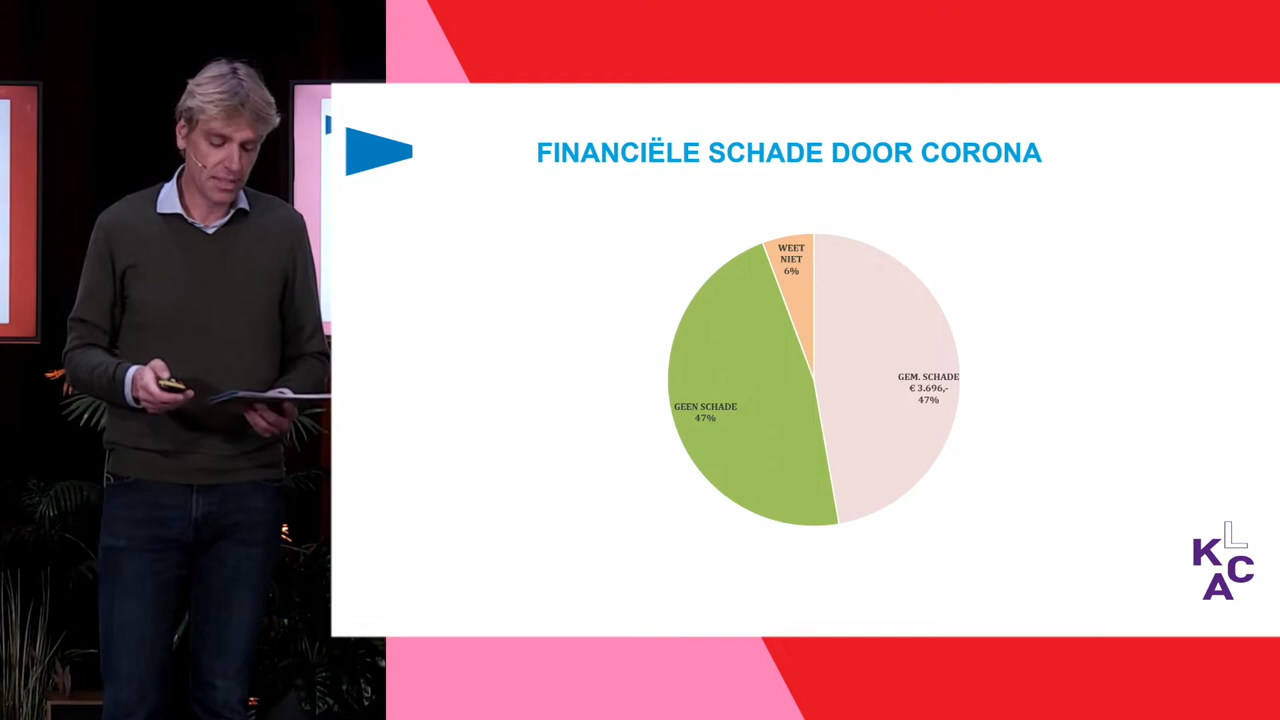 FINANCIËLE SCHADE DOOR CORONA
WEET
NIET
6%
GEM. SCHADE
€ 3.696,-
47%
GEEN SCHADE
47%
L
K
C
A